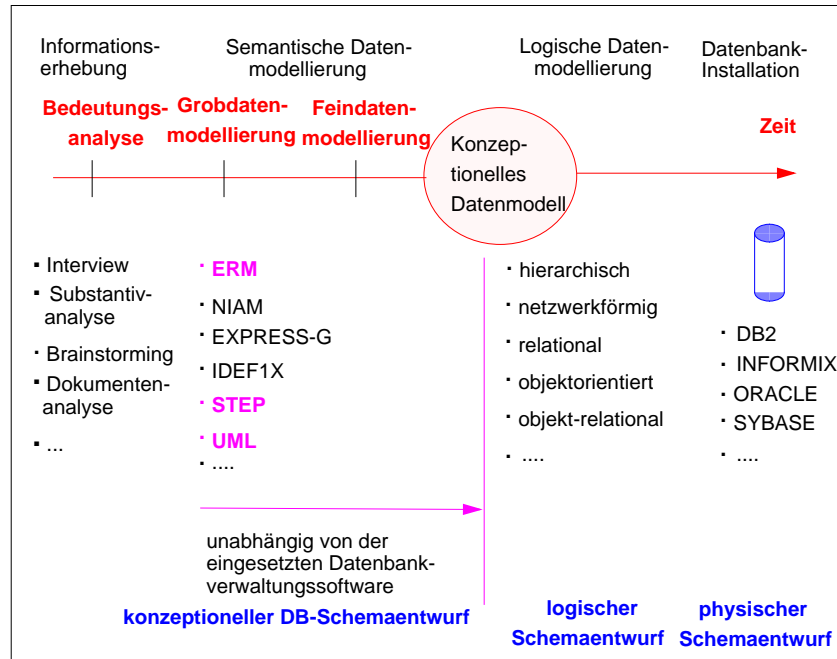 Informations-
erhebung
Semantische Daten-
modellierung
Logische Daten-
modellierung
Datenbank-
Installation
Bedeutungs-
analyse
Grobdaten-
modellierung
Feindaten-
modellierung
Konzep-
tionelles
Datenmodell
Zeit
· Interview
· Substantiv-
analyse
· Brainstorming
· Dokumenten-
analyse
· ...
· ERM
· NIAM
· EXPRESS-G
· IDEF1X
· STEP
· UML
· ....
· hierarchisch
· netzwerkförmig
· relational
· objektorientiert
· objekt-relational
· ....
· DB2
· INFORMIX
· ORACLE
· SYBASE
· ....
unabhängig von der
eingesetzten Datenbank-
verwaltungssoftware
konzeptioneller DB-Schemaentwurf
logischer
Schemaentwurf
physischer
Schemaentwurf